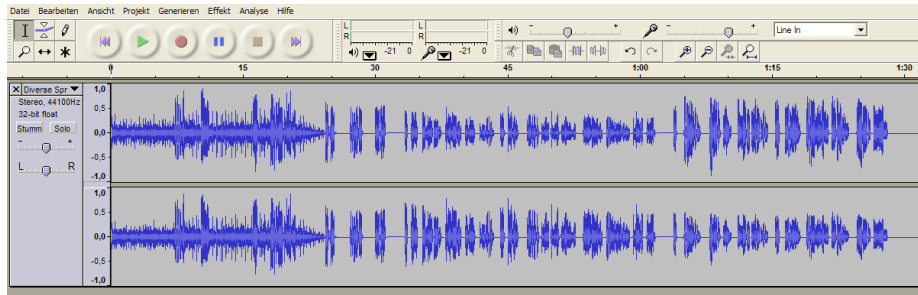 Datei Bearbeiten Ansicht Projekt Generieren Effekt Analyse Hilfe
L
R
-21 0
L
R
-21 0
- +
- +
Line In
0 15 30 45 1:00 1:15 1:30
X Diverse Spr
Stereo, 44100Hz
32-bit float
Stumm Solo
- +
L R
1,0
0,5
0,0
-0,5
-1,0
1,0
0,5
0,0
-0,5
-1,0